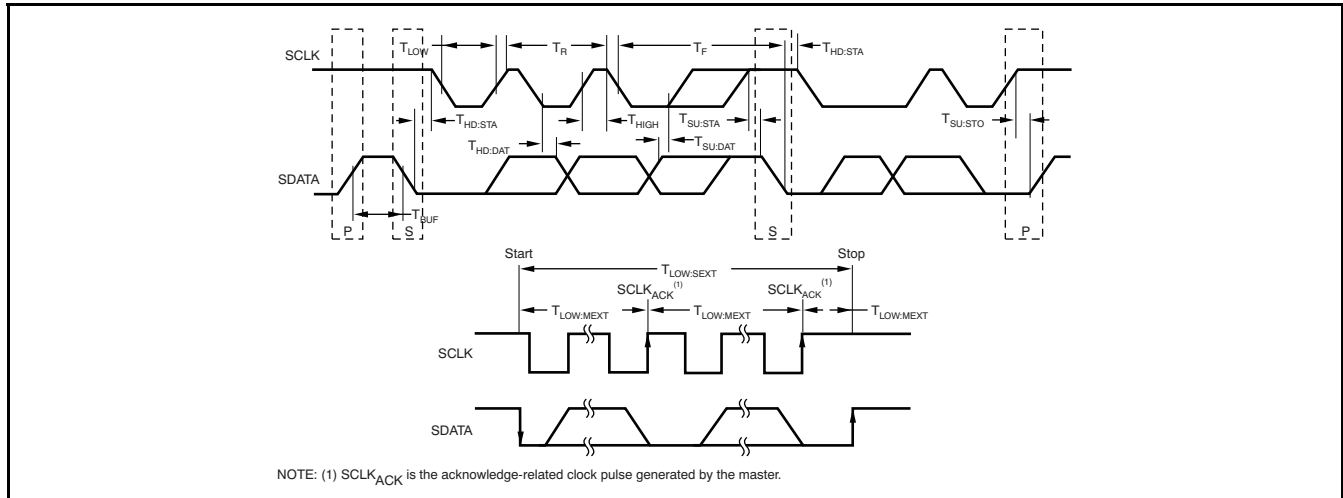 T_LOW T_R T_F T_HD:STA
SCLK
T_HD:STA T_HIGH T_SU:STA T_SU:STO
T_HD:DAT T_SU:DAT
SDATA
T_BUF
P S S P
Start Stop
T_LOW:SEXT
SCLK_ACK (1) SCLK_ACK (1)
T_LOW:MEXT T_LOW:MEXT T_LOW:MEXT
SCLK
SDATA
NOTE: (1) SCLK_ACK is the acknowledge-related clock pulse generated by the master.